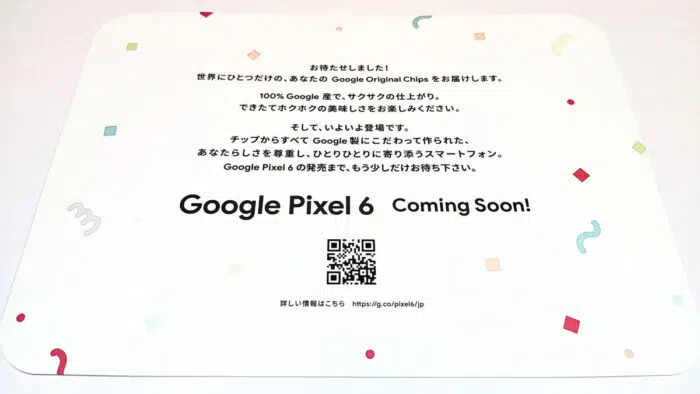 お待たせしました！
世界にひとつだけの、あなたの Google Original Chips をお届けします。
100% Google 産で、サクサクの仕上がり。
できたてホクホクの美味しさをお楽しみください。
そして、いよいよ登場です。
チップからすべて Google 製にこだわって作られた、
あなたらしさを尊重し、ひとりひとりに寄り添うスマートフォン。
Google Pixel 6 の発売まで、もう少しだけお待ち下さい。
Google Pixel 6 Coming Soon!
詳しい情報はこちら https://g.co/pixel6/jp